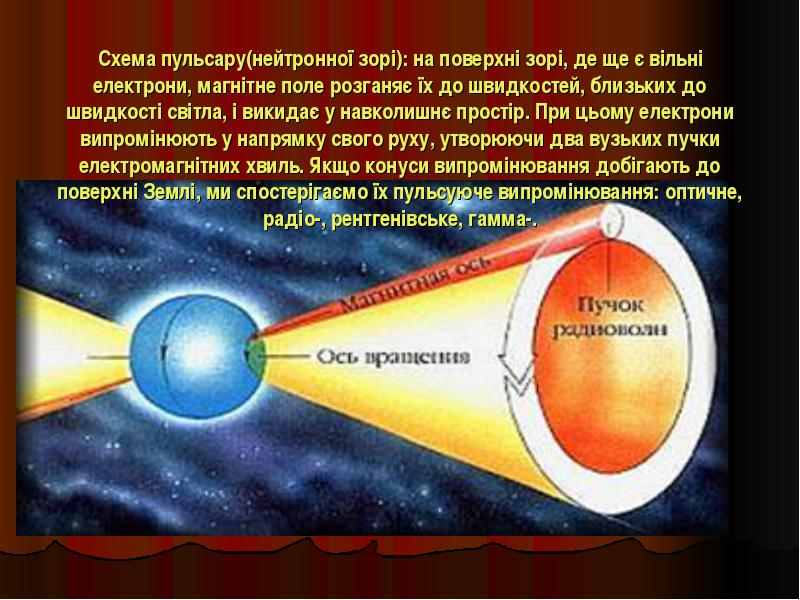 Схема пульсару(нейтронної зорі): на поверхні зорі, де ще є вільні
електрони, магнітне поле розганяє їх до швидкостей, близьких до
швидкості світла, і викидає у навколишнє простір. При цьому електрони
випромінюють у напрямку свого руху, утворюючи два вузьких пучки
електромагнітних хвиль. Якщо конуси випромінювання добігають до
поверхні Землі, ми спостерігаємо їх пульсуюче випромінювання: оптичне,
радіо-, рентгенівське, гамма-.
Магнитная ось
Пучок
радиоволн
Ось вращения